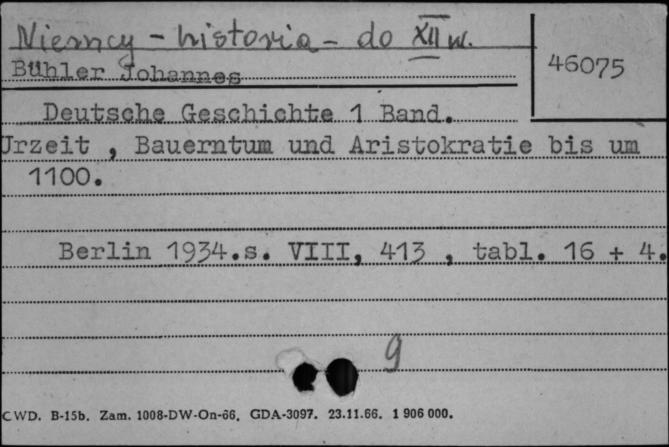 Niemcy - historia - do XII w.
46075
Bühler Johannes
Deutsche Geschichte 1 Band.
Urzeit , Bauerntum und Aristokratie bis um
1100.
Berlin 1934.s. VIII, 413 , tabl. 16 + 4.
9
CWD. B-15b. Zam. 1008-DW-On-66. GDA-3097. 23.11.66. 1 906 000.